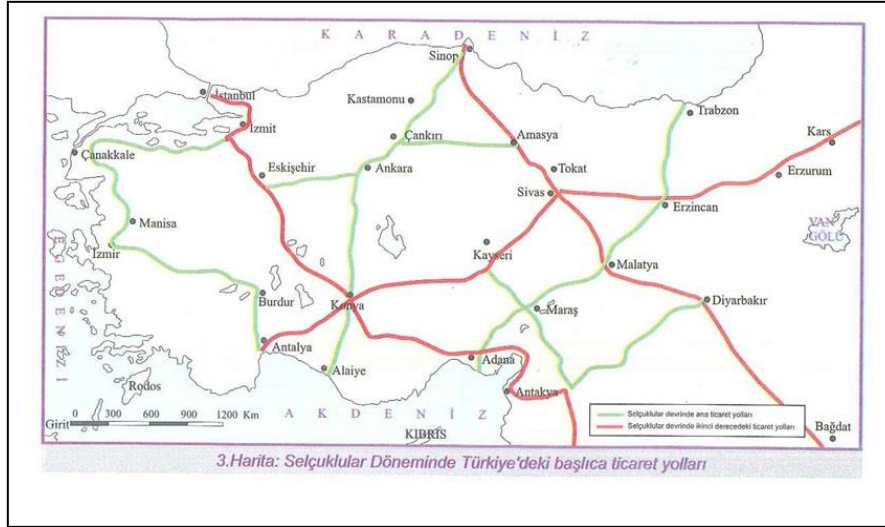 K A R A D E N İ Z
Sinop
İstanbul
Kastamonu
Trabzon
İzmit
Kars
Çankırı
Amasya
Çanakkale
Eskişehir
Ankara
Tokat
Erzurum
Sivas
Erzincan
Manisa
VAN
GÖLÜ
İzmir
Kayseri
Malatya
E G E D E N İ Z İ
Burdur
Konya
Maraş
Diyarbakır
Antalya
Adana
Alaiye
Rodos
Antakya
Girit
0 300 600 900 1200 Km
A K D E N İ Z
KIBRİS
Selçuklular devrinde ana ticaret yolları
Selçuklular devrinde ikinci derecedeki ticaret yolları
Bağdat
3.Harita: Selçuklular Döneminde Türkiye'deki başlıca ticaret yolları